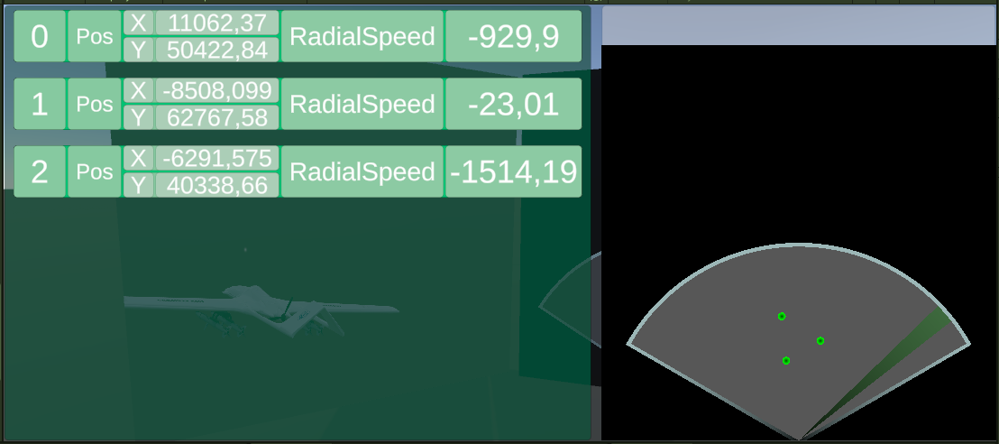 0 Pos X 11062,37 RadialSpeed -929,9
Y 50422,84
1 Pos X -8508,099 RadialSpeed -23,01
Y 62767,58
2 Pos X -6291,575 RadialSpeed -1514,19
Y 40338,66